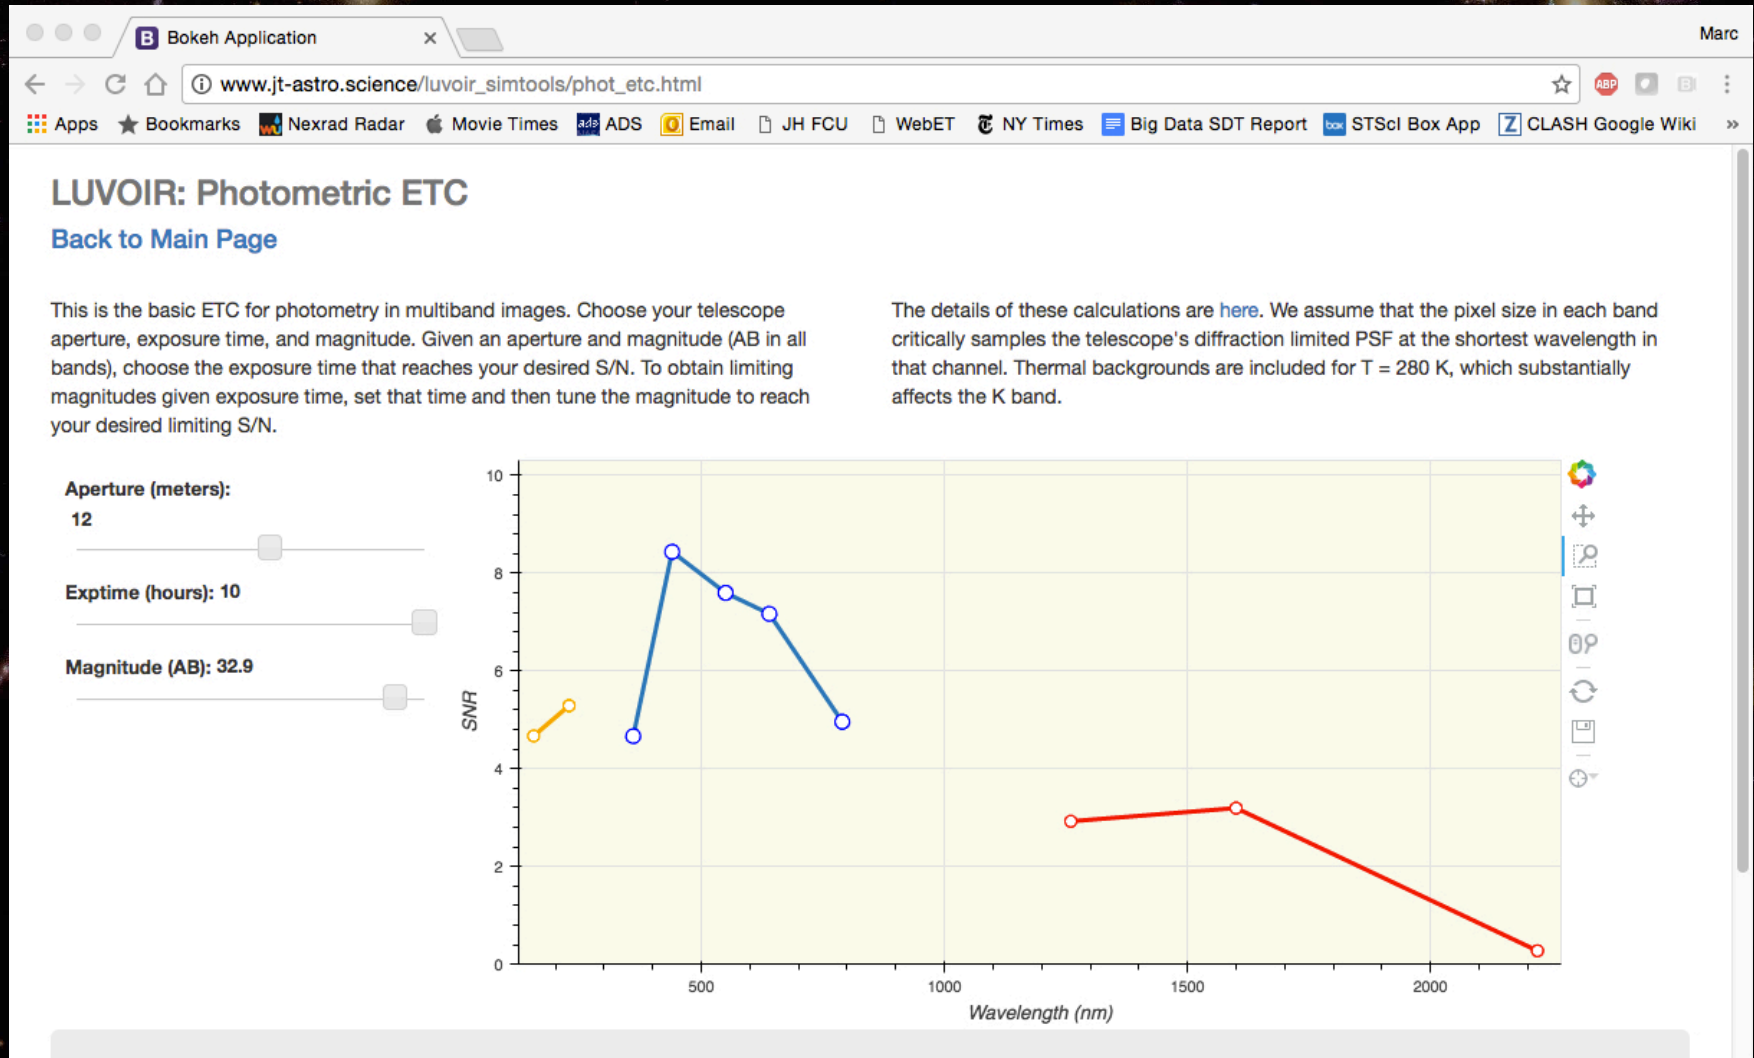 Bokeh Application
Marc
www.jt-astro.science/luvoir_simtools/phot_etc.html
ABP
Apps Bookmarks Nexrad Radar Movie Times ads ADS Email JH FCU WebET NY Times Big Data SDT Report box STScI Box App Z CLASH Google Wiki »
LUVOIR: Photometric ETC
Back to Main Page
This is the basic ETC for photometry in multiband images. Choose your telescope
aperture, exposure time, and magnitude. Given an aperture and magnitude (AB in all
bands), choose the exposure time that reaches your desired S/N. To obtain limiting
magnitudes given exposure time, set that time and then tune the magnitude to reach
your desired limiting S/N.
The details of these calculations are here. We assume that the pixel size in each band
critically samples the telescope's diffraction limited PSF at the shortest wavelength in
that channel. Thermal backgrounds are included for T = 280 K, which substantially
affects the K band.
Aperture (meters):
12
Exptime (hours): 10
Magnitude (AB): 32.9
SNR
10
8
6
4
2
0
500 1000 1500 2000
Wavelength (nm)